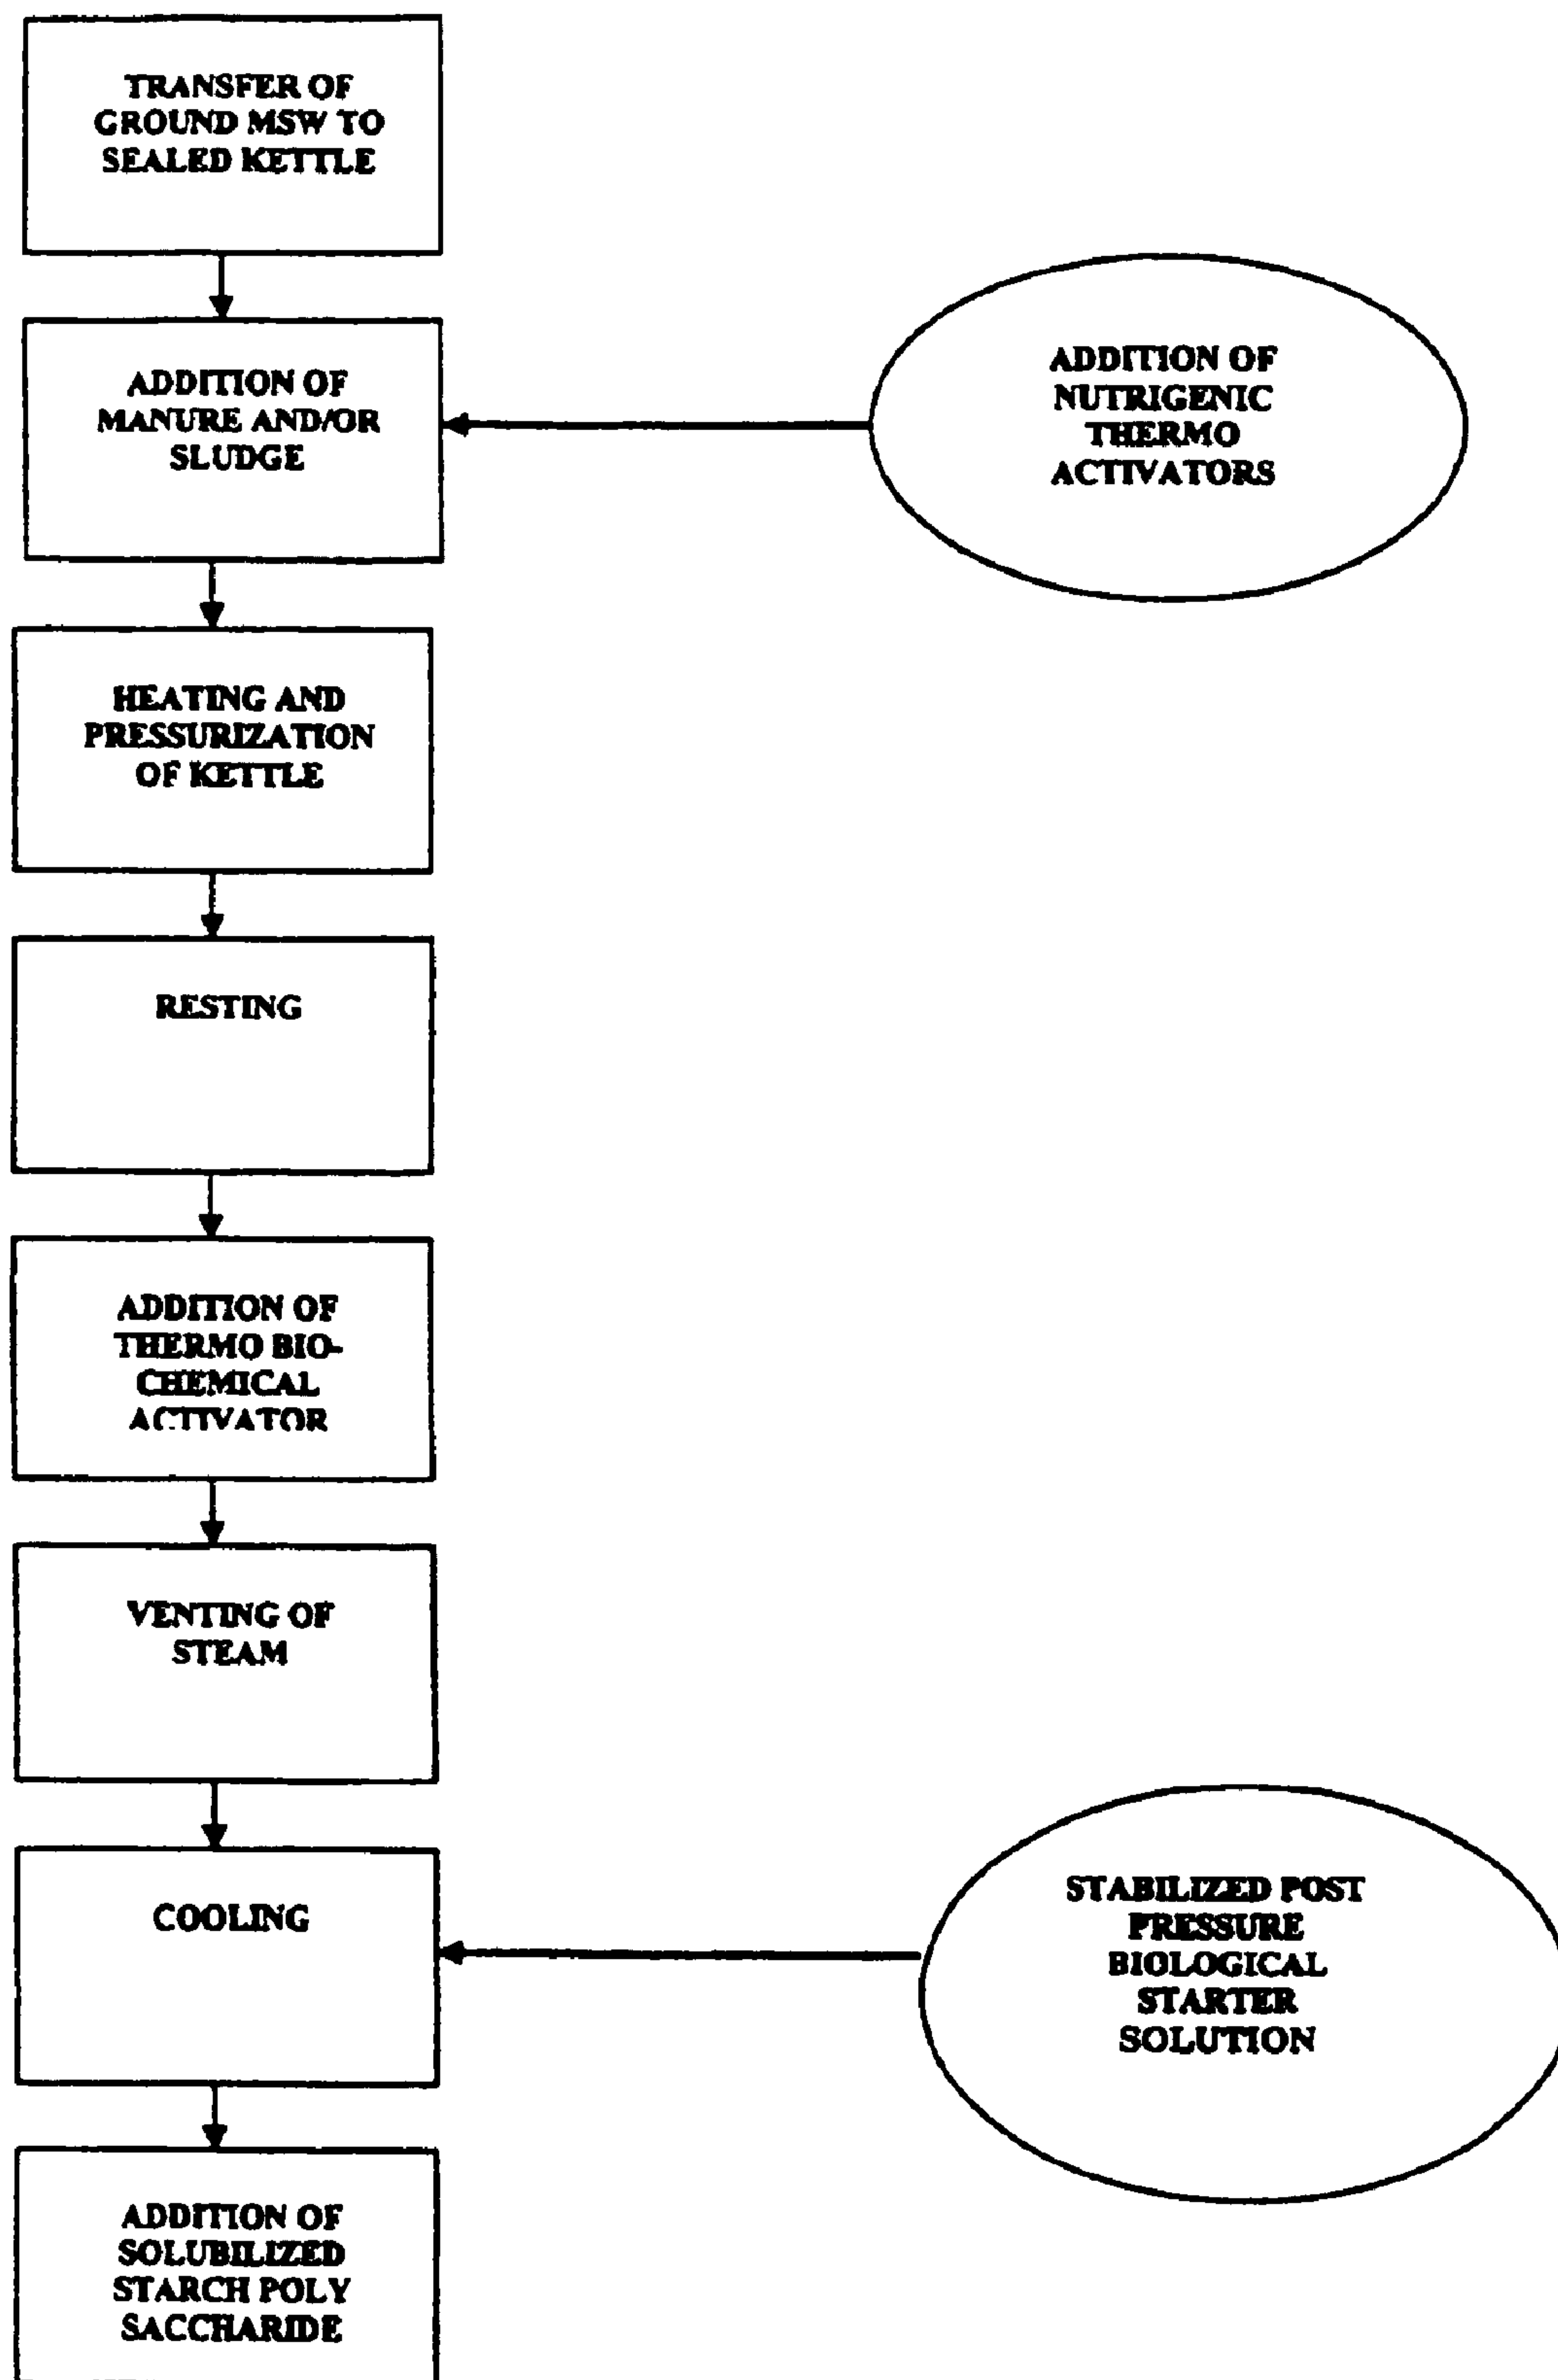 TRANSFER OF
GROUND MSW TO
SEALED KETTLE
ADDITION OF
MANURE AND/OR
SLUDGE
ADDITION OF
NUTRIGENIC
THERMO
ACTIVATORS
HEATING AND
PRESSURIZATION
OF KETTLE
RESTING
ADDITION OF
THERMO BIO-
CHEMICAL
ACTIVATOR
VENTING OF
STEAM
COOLING
STABILIZED POST
PRESSURE
BIOLOGICAL
STARTER
SOLUTION
ADDITION OF
SOLUBILIZED
STARCH POLY
SACCHARIDE